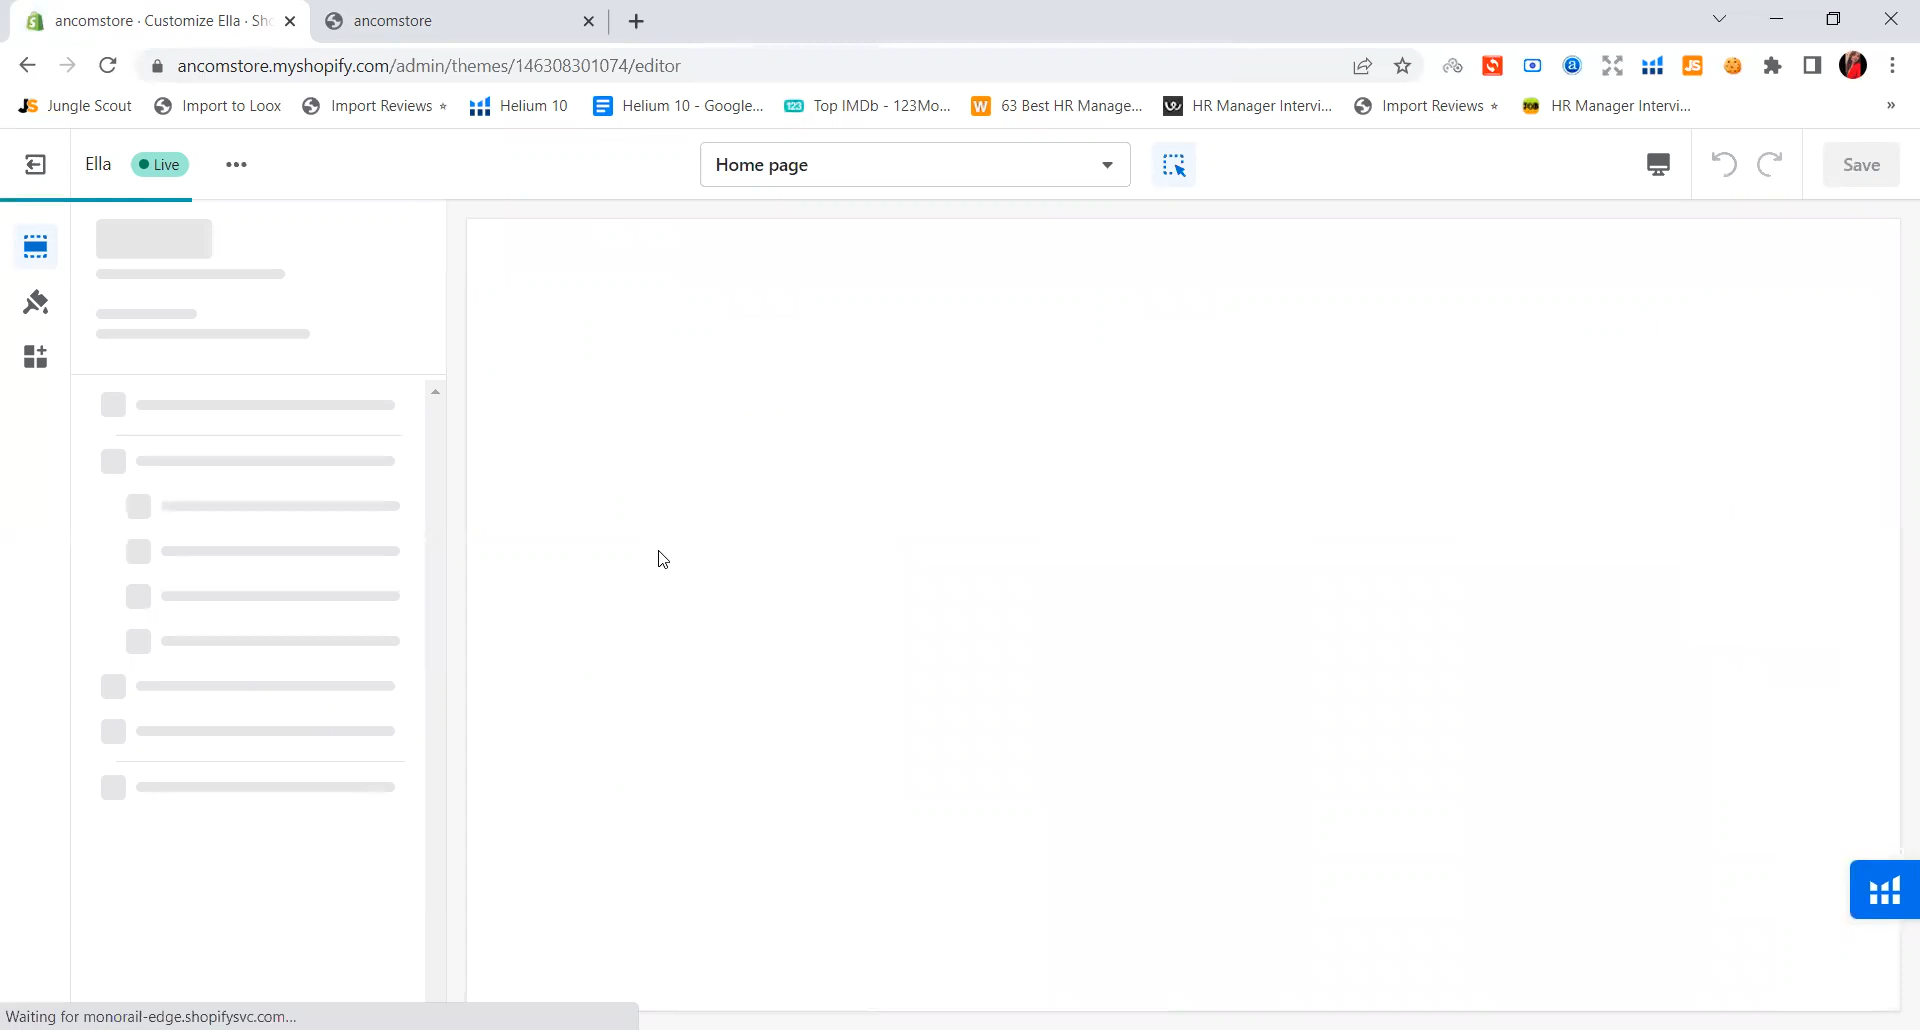 ancomstore · Customize Ella · Sho
ancomstore
ancomstore.myshopify.com/admin/themes/146308301074/editor
Jungle Scout
Import to Loox
Import Reviews ⭐
Helium 10
Helium 10 - Google...
Top IMDb - 123Mo...
63 Best HR Manage...
HR Manager Intervi...
Import Reviews ⭐
HR Manager Intervi...
»
Ella
Live
Home page
Save
Waiting for monorail-edge.shopifysvc.com...